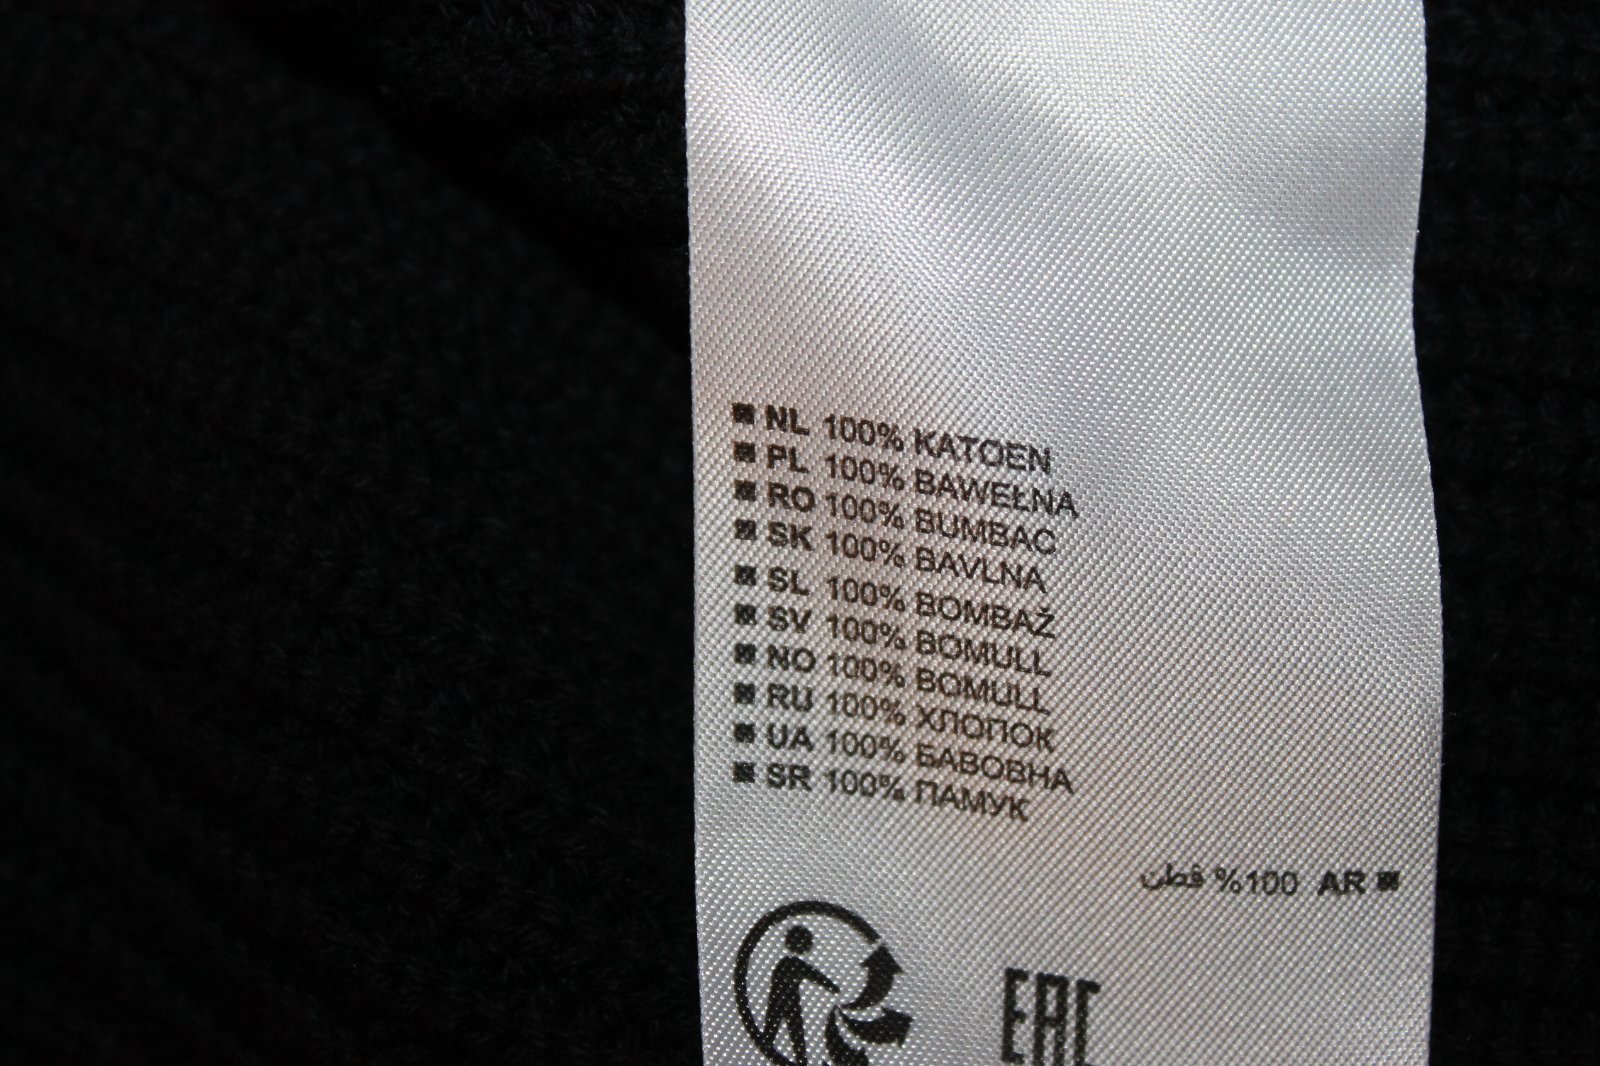 NL 100% KATOEN
PL 100% BAWEŁNA
RO 100% BUMBAC
SK 100% BAVLNA
SL 100% BOMBAŽ
SV 100% BOMULL
NO 100% BOMULL
RU 100% ХЛОПОК
UA 100% БАВОВНА
SR 100% ПАМУК
AR 100% قطن
EAC